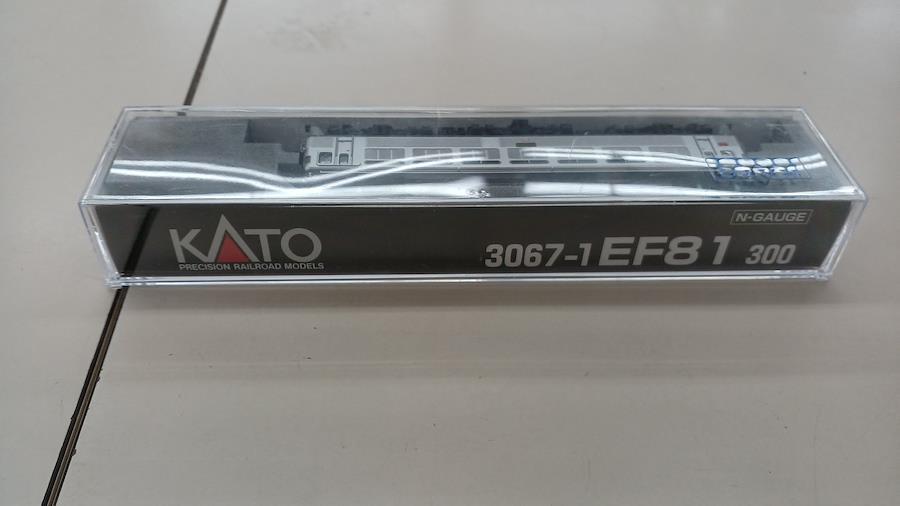 KATO
PRECISION RAILROAD MODELS
3067-1 EF81 300
N-GAUGE